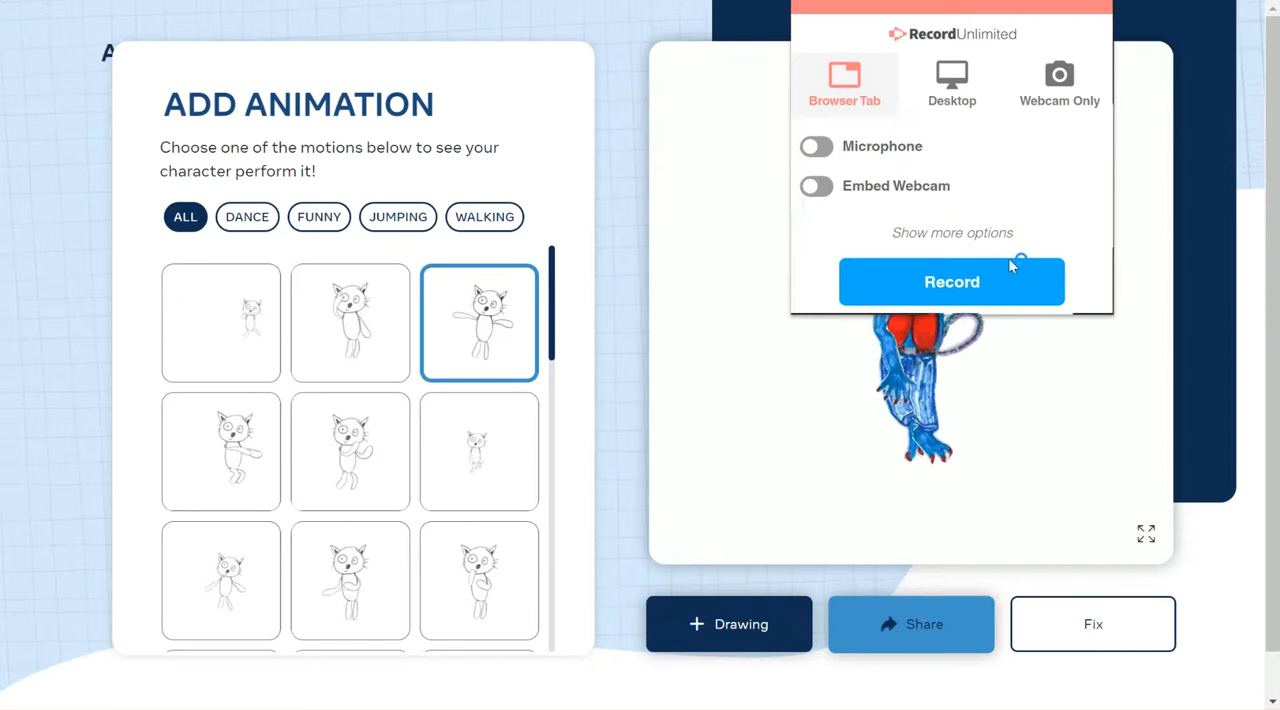 A
ADD ANIMATION
Choose one of the motions below to see your
character perform it!
ALL DANCE FUNNY JUMPING WALKING
RecordUnlimited
Browser Tab Desktop Webcam Only
Microphone
Embed Webcam
Show more options
Record
Drawing Share Fix